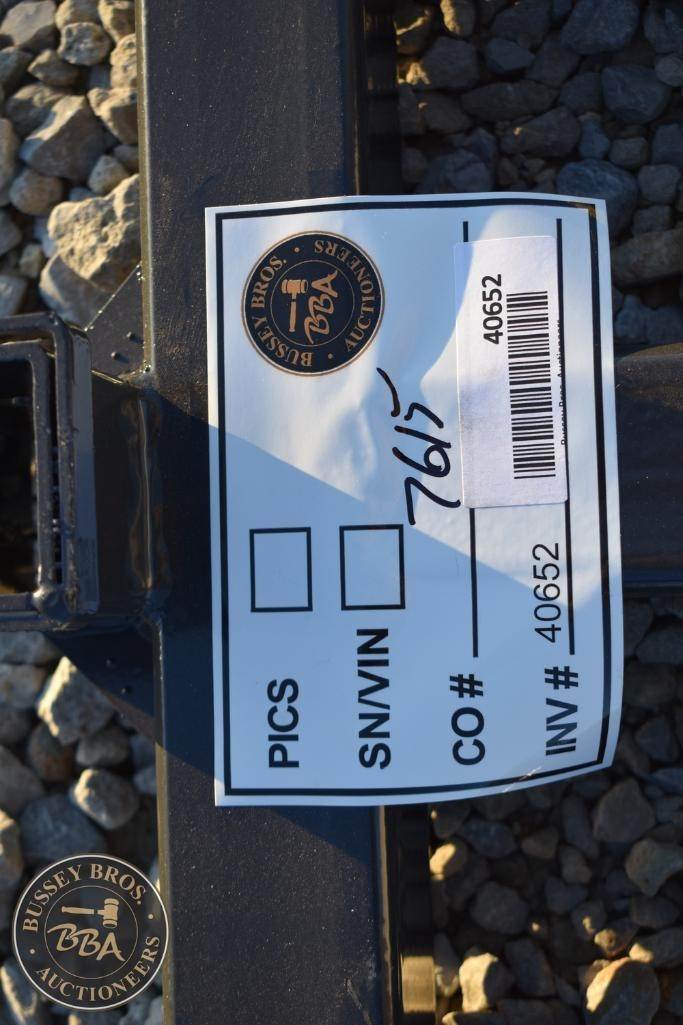 BUSSEY BROS. • AUCTIONEERS •
BBA
PICS
SN/VIN
7615
CO #
INV # 40652
40652
BUSSEY BROS.
BBA
• AUCTIONEERS •